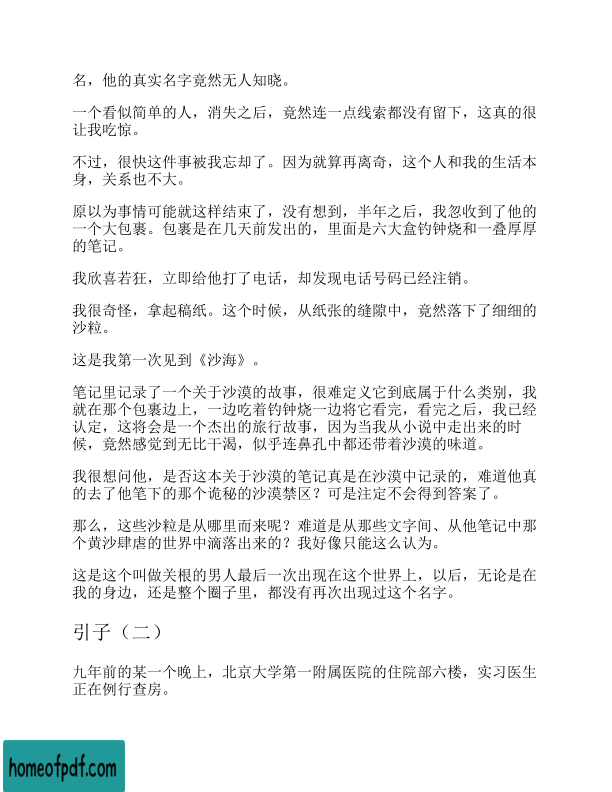 名，他的真实名字竟然无人知晓。
一个看似简单的人，消失之后，竟然连一点线索都没有留下，这真的很
让我吃惊。
不过，很快这件事被我忘却了。因为就算再离奇，这个人和我的生活本
身，关系也不大。
原以为事情可能就这样结束了，没有想到，半年之后，我忽收到了他的
一个大包裹。包裹是在几天前发出的，里面是六大盒钓钟烧和一叠厚厚
的笔记。
我欣喜若狂，立即给他打了电话，却发现电话号码已经注销。
我很奇怪，拿起稿纸。这个时候，从纸张的缝隙中，竟然落下了细细的
沙粒。
这是我第一次见到《沙海》。
笔记里记录了一个关于沙漠的故事，很难定义它到底属于什么类别，我
就在那个包裹边上，一边吃着钓钟烧一边将它看完，看完之后，我已经
认定，这将会是一个杰出的旅行故事，因为当我从小说中走出来的时
候，竟然感觉到无比干渴，似乎连鼻孔中都还带着沙漠的味道。
我很想问他，是否这本关于沙漠的笔记真是在沙漠中记录的，难道他真
的去了他笔下的那个诡秘的沙漠禁区？可是注定不会得到答案了。
那么，这些沙粒是从哪里而来呢？难道是从那些文字间、从他笔记中那
个黄沙肆虐的世界中滴落出来的？我好像只能这么认为。
这是这个叫做关根的男人最后一次出现在这个世界上，以后，无论是在
我的身边，还是整个圈子里，都没有再次出现过这个名字。
引子（二）
九年前的某一个晚上，北京大学第一附属医院的住院部六楼，实习医生
正在例行查房。
homeofpdf.com